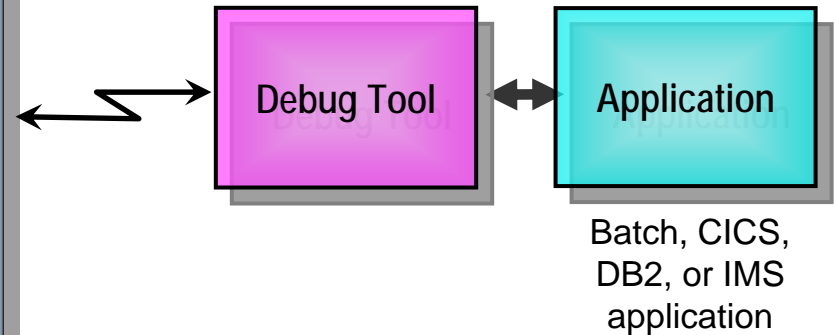 Debug Tool
Application
Batch, CICS,
DB2, or IMS
application